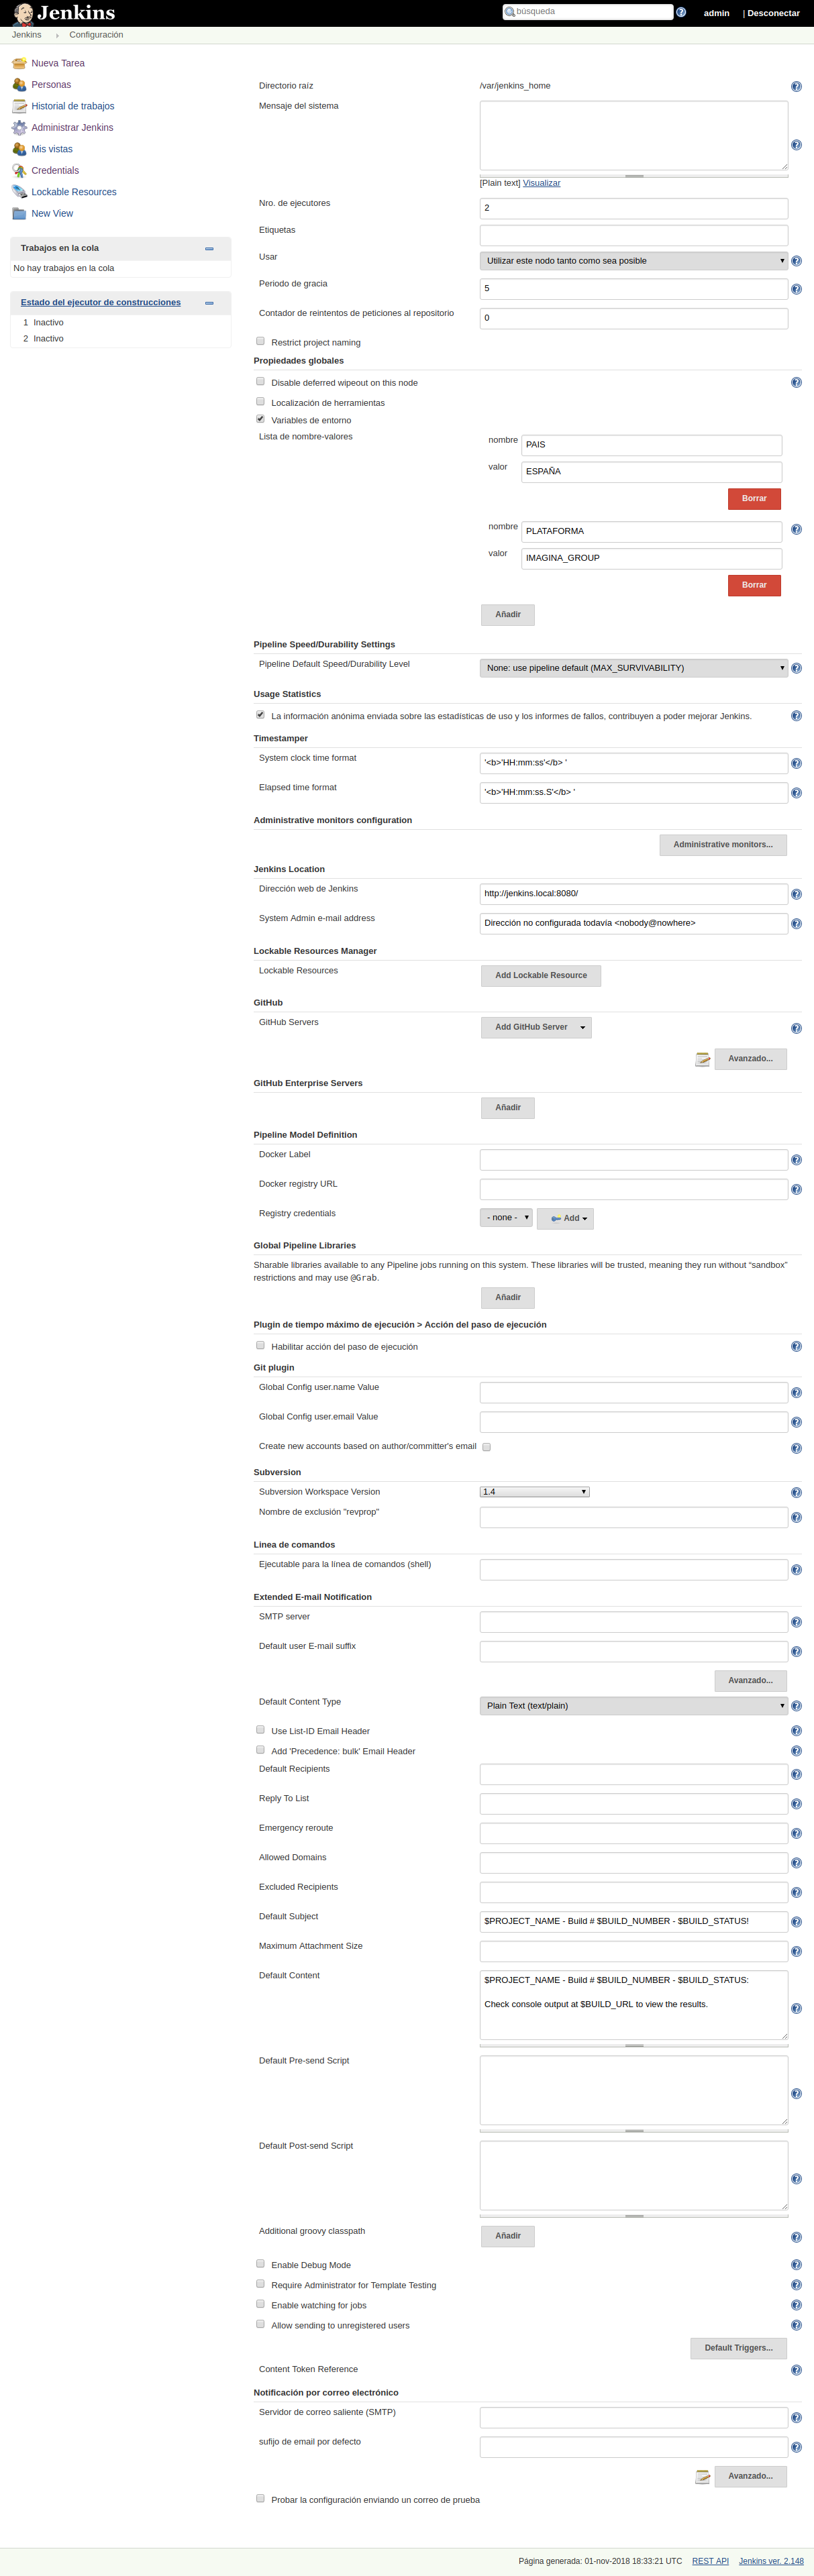 Jenkins
búsqueda
admin
| Desconectar
Jenkins
Configuración
Nueva Tarea
Personas
Historial de trabajos
Administrar Jenkins
Mis vistas
Credentials
Lockable Resources
New View
Trabajos en la cola
No hay trabajos en la cola
Estado del ejecutor de construcciones
1 Inactivo
2 Inactivo
Directorio raíz /var/jenkins_home
Mensaje del sistema
[Plain text] Visualizar
Nro. de ejecutores 2
Etiquetas
Usar Utilizar este nodo tanto como sea posible
Periodo de gracia 5
Contador de reintentos de peticiones al repositorio 0
Restrict project naming
Propiedades globales
Disable deferred wipeout on this node
Localización de herramientas
Variables de entorno
Lista de nombre-valores nombre PAIS
valor ESPAÑA
Borrar
nombre PLATAFORMA
valor IMAGINA_GROUP
Borrar
Añadir
Pipeline Speed/Durability Settings
Pipeline Default Speed/Durability Level None: use pipeline default (MAX_SURVIVABILITY)
Usage Statistics
La información anónima enviada sobre las estadísticas de uso y los informes de fallos, contribuyen a poder mejorar Jenkins.
Timestamper
System clock time format '<b>'HH:mm:ss'</b> '
Elapsed time format '<b>'HH:mm:ss.S'</b> '
Administrative monitors configuration
Administrative monitors...
Jenkins Location
Dirección web de Jenkins http://jenkins.local:8080/
System Admin e-mail address Dirección no configurada todavía <nobody@nowhere>
Lockable Resources Manager
Lockable Resources Add Lockable Resource
GitHub
GitHub Servers Add GitHub Server
Avanzado...
GitHub Enterprise Servers
Añadir
Pipeline Model Definition
Docker Label
Docker registry URL
Registry credentials - none - Add
Global Pipeline Libraries
Sharable libraries available to any Pipeline jobs running on this system. These libraries will be trusted, meaning they run without “sandbox”
restrictions and may use @Grab.
Añadir
Plugin de tiempo máximo de ejecución > Acción del paso de ejecución
Habilitar acción del paso de ejecución
Git plugin
Global Config user.name Value
Global Config user.email Value
Create new accounts based on author/committer's email
Subversion
Subversion Workspace Version 1.4
Nombre de exclusión "revprop"
Linea de comandos
Ejecutable para la línea de comandos (shell)
Extended E-mail Notification
SMTP server
Default user E-mail suffix
Avanzado...
Default Content Type Plain Text (text/plain)
Use List-ID Email Header
Add 'Precedence: bulk' Email Header
Default Recipients
Reply To List
Emergency reroute
Allowed Domains
Excluded Recipients
Default Subject $PROJECT_NAME - Build # $BUILD_NUMBER - $BUILD_STATUS!
Maximum Attachment Size
Default Content $PROJECT_NAME - Build # $BUILD_NUMBER - $BUILD_STATUS:
Check console output at $BUILD_URL to view the results.
Default Pre-send Script
Default Post-send Script
Additional groovy classpath Añadir
Enable Debug Mode
Require Administrator for Template Testing
Enable watching for jobs
Allow sending to unregistered users
Default Triggers...
Content Token Reference
Notificación por correo electrónico
Servidor de correo saliente (SMTP)
sufijo de email por defecto
Avanzado...
Probar la configuración enviando un correo de prueba
Página generada: 01-nov-2018 18:33:21 UTC REST API Jenkins ver. 2.148